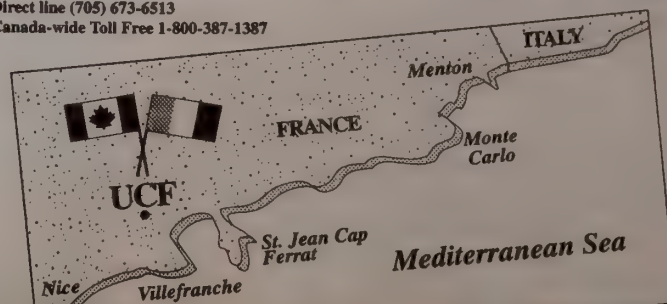 Direct line (705) 673-6513
Canada-wide Toll Free 1-800-387-1387
ITALY
Menton
FRANCE
Monte
Carlo
UCF
St. Jean Cap
Ferrat
Mediterranean Sea
Nice
Villefranche